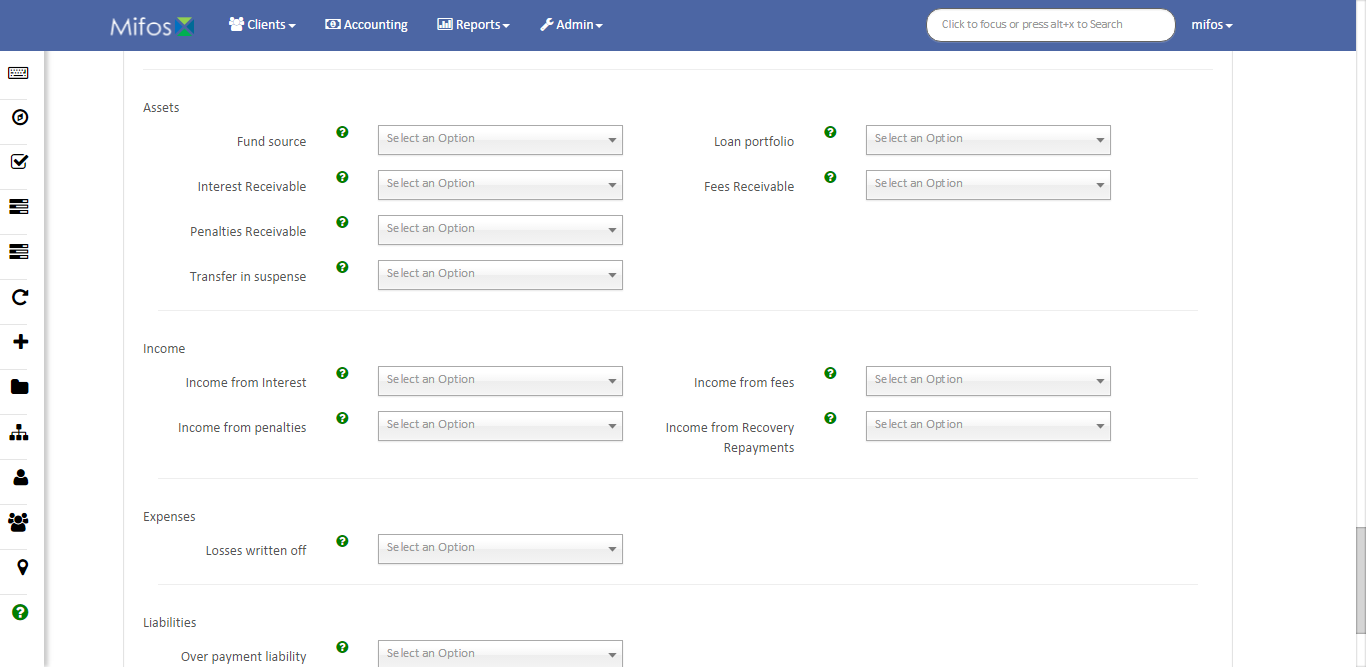 Mifos Clients Accounting Reports Admin Click to focus or press alt+x to Search mifos
Assets
Fund source Select an Option Loan portfolio Select an Option
Interest Receivable Select an Option Fees Receivable Select an Option
Penalties Receivable Select an Option
Transfer in suspense Select an Option
Income
Income from Interest Select an Option Income from fees Select an Option
Income from penalties Select an Option Income from Recovery Select an Option
Repayments
Expenses
Losses written off Select an Option
Liabilities
Over payment liability Select an Option